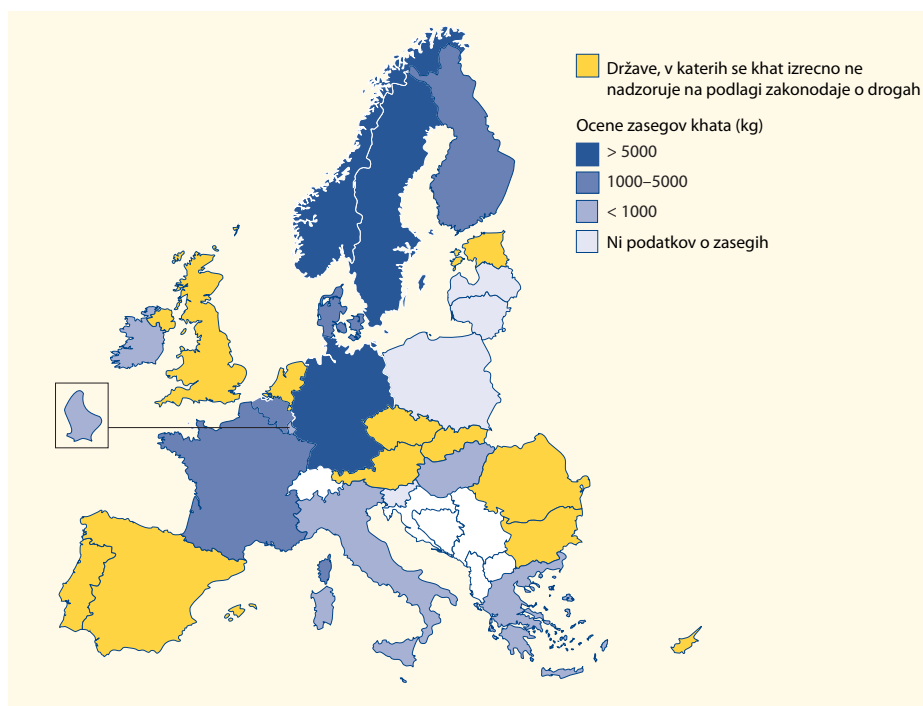 Države, v katerih se khat izrecno ne
nadzoruje na podlagi zakonodaje o drogah
Ocene zasegov khata (kg)
> 5000
1000–5000
< 1000
Ni podatkov o zasegih